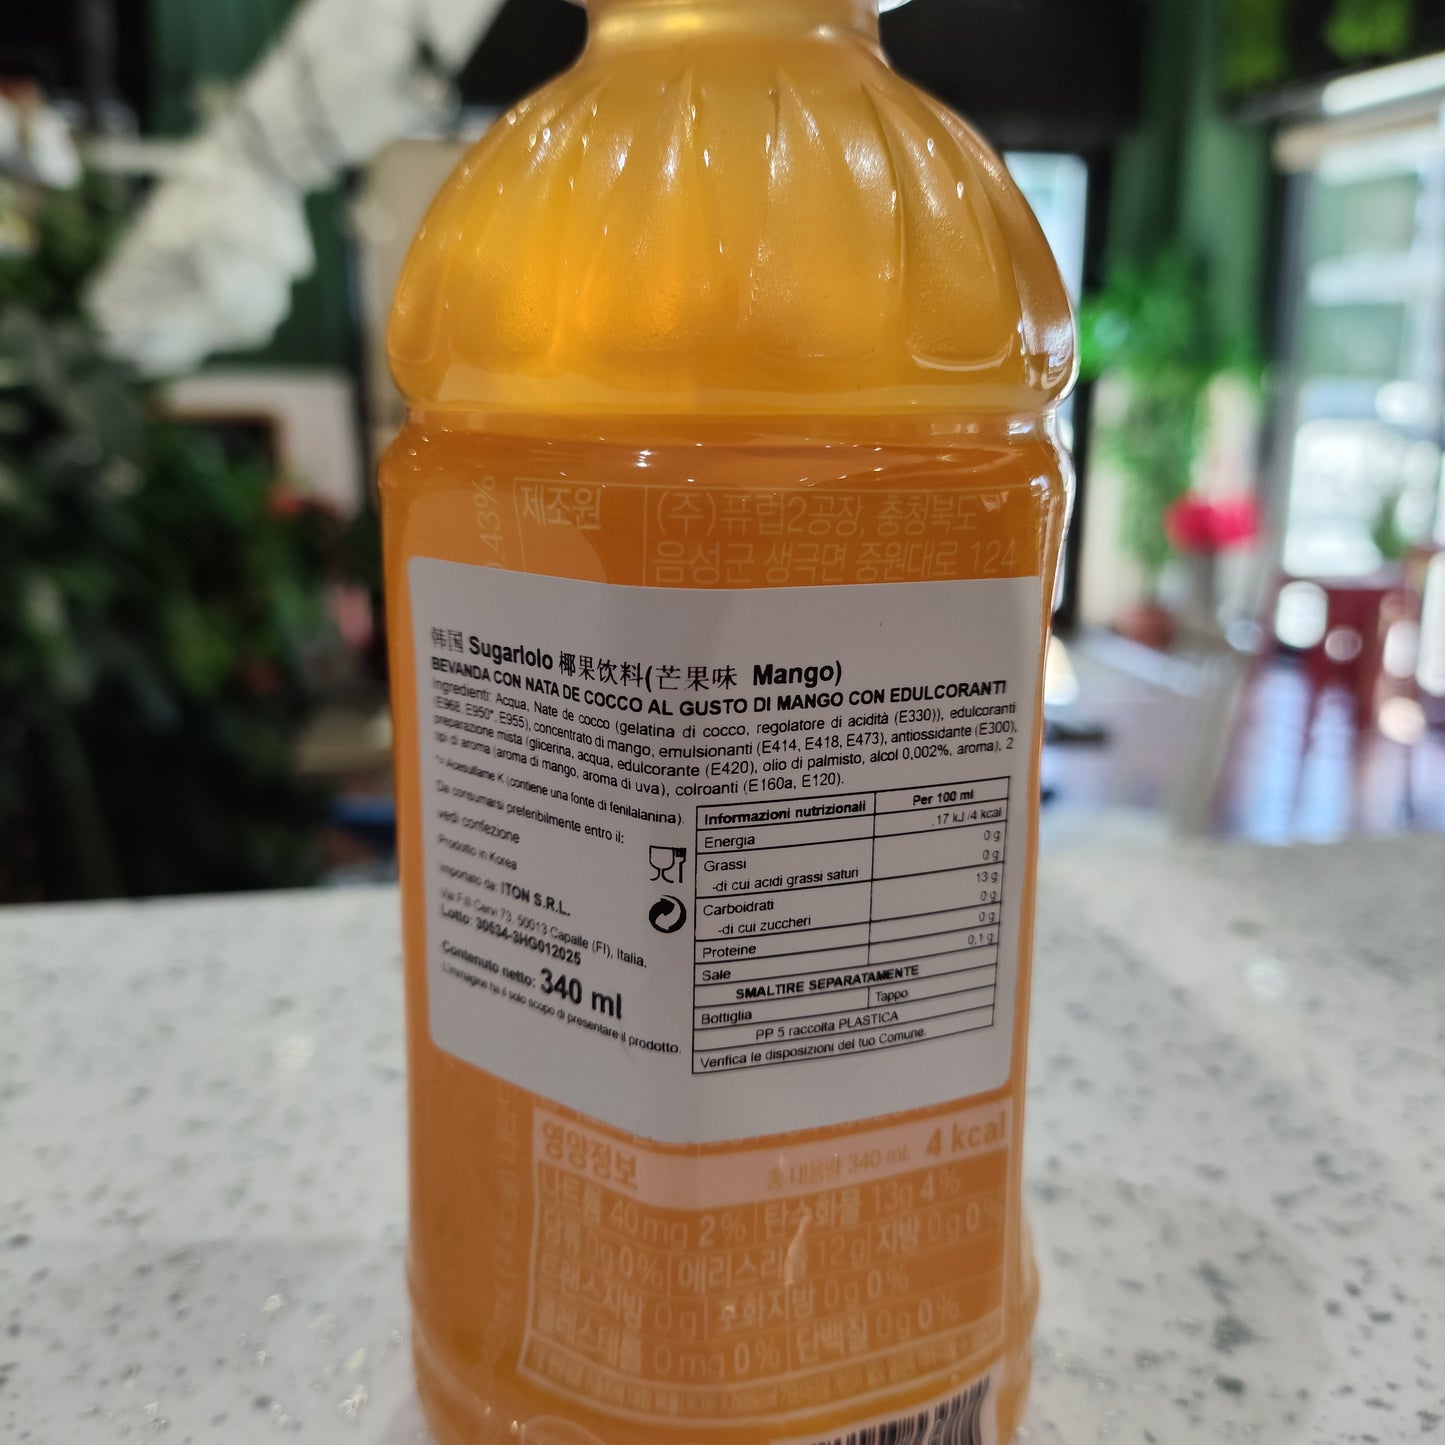 제조원
(주)퓨럽2공장, 충청북도
음성군 생극면 중원대로 124
0.43%
韩国 Sugarlolo 椰果饮料(芒果味 Mango)
BEVANDA CON NATA DE COCCO AL GUSTO DI MANGO CON EDULCORANTI
Ingredienti: Acqua, Nate de cocco (gelatina di cocco, regolatore di acidità (E330)), edulcoranti
(E968, E950*, E955), concentrato di mango, emulsionanti (E414, E418, E473), antiossidante (E300),
preparazione mista (glicerina, acqua, edulcorante (E420), olio di palmisto, alcol 0,002%, aroma), 2
tipi di aroma (aroma di mango, aroma di uva), colroanti (E160a, E120).
*= Acesulfame K (contiene una fonte di fenilalanina).
Da consumarsi preferibilmente entro il:
vedi confezione
Prodotto in Korea
Importato da: ITON S.R.L.
Via F.lli Cervi 73, 50013 Capalle (FI), Italia.
Lotto: 30534-3HG012025
Contenuto netto: 340 ml
L'immagine ha il solo scopo di presentare il prodotto.
Informazioni nutrizionali Per 100 ml
Energia 17 kJ /4 kcal
Grassi 0 g
-di cui acidi grassi saturi 0 g
Carboidrati 13 g
-di cui zuccheri 0 g
Proteine 0 g
Sale 0,1 g
SMALTIRE SEPARATAMENTE
Bottiglia Tappo
PP 5 raccolta PLASTICA
Verifica le disposizioni del tuo Comune.
영양정보 총 내용량 340 mL 4 kcal
나트륨 40mg 2% 탄수화물 13g 4%
당류 0g 0% 에리스리톨 12g 지방 0g 0%
트랜스지방 0g 포화지방 0g 0%
콜레스테롤 0mg 0% 단백질 0g 0%